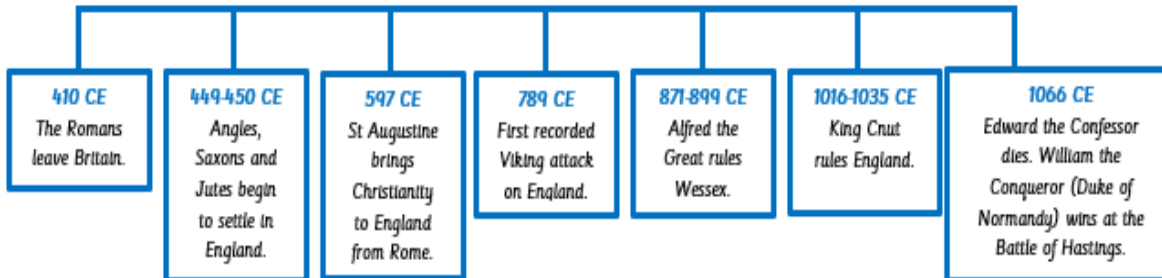 410 CE
The Romans
leave Britain.
449-450 CE
Angles,
Saxons and
Jutes begin
to settle in
England.
597 CE
St Augustine
brings
Christianity
to England
from Rome.
789 CE
First recorded
Viking attack
on England.
871-899 CE
Alfred the
Great rules
Wessex.
1016-1035 CE
King Cnut
rules England.
1066 CE
Edward the Confessor
dies. William the
Conqueror (Duke of
Normandy) wins at the
Battle of Hastings.